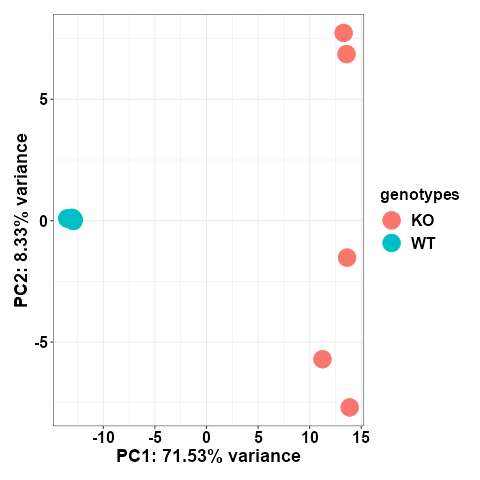 5
0
-5
PC2: 8.33% variance
-10 -5 0 5 10 15
PC1: 71.53% variance
genotypes
KO
WT